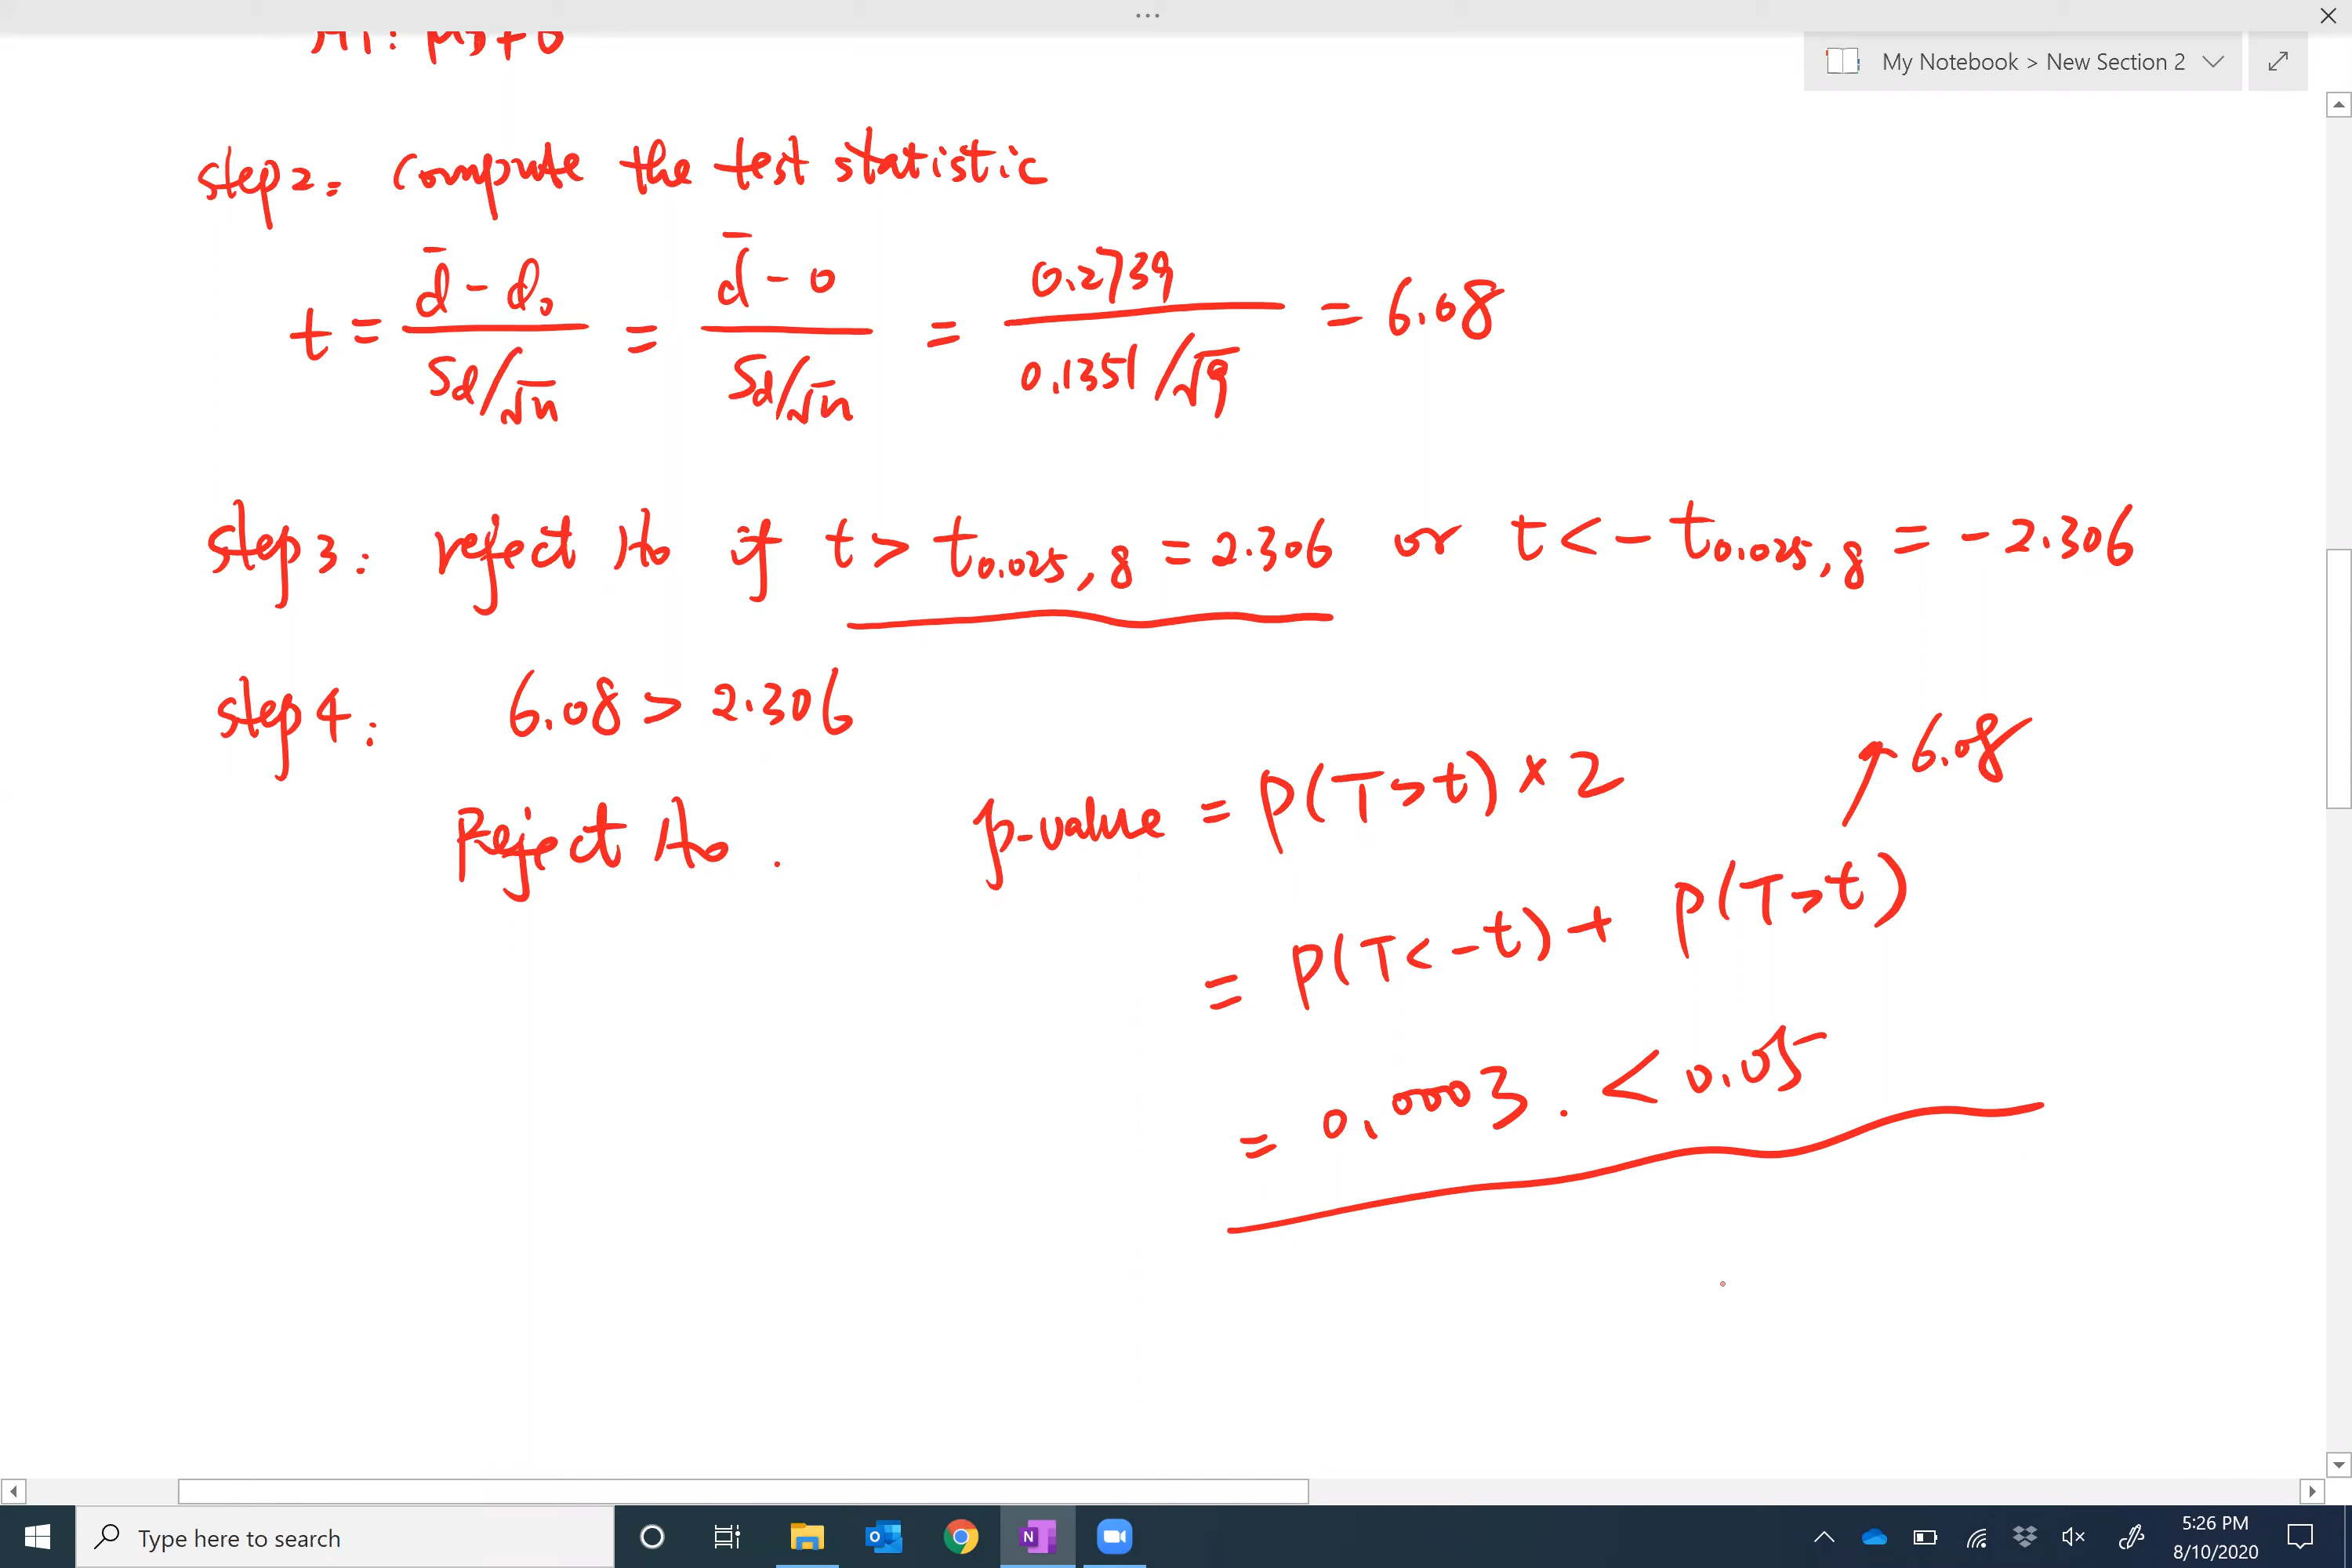 My Notebook > New Section 2
H1: μD ≠ 0
step2: compute the test statistic
t = (d̄ - d₀)/(Sd/√n) = (d̄ - 0)/(Sd/√n) = 0.2739/(0.1351/√9) = 6.08
step 3: reject H₀ if t > t0.025, 8 = 2.306 or t < - t0.025, 8 = - 2.306
step 4: 6.08 > 2.306
6.08
Reject H₀. p-value = P(T>t) × 2
= P(T<-t) + P(T>t)
= 0.0003. < 0.05
Type here to search
5:26 PM
8/10/2020